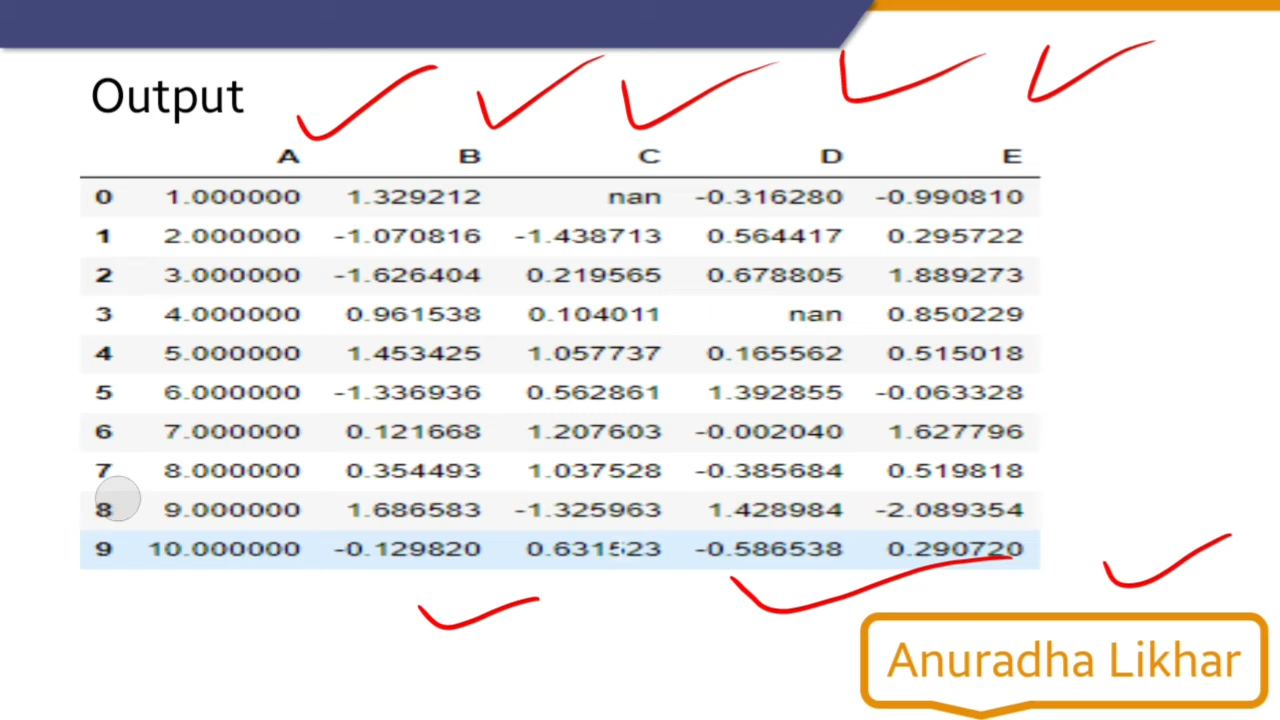 Output
A B C D E
0 1.000000 1.329212 nan -0.316280 -0.990810
1 2.000000 -1.070816 -1.438713 0.564417 0.295722
2 3.000000 -1.626404 0.219565 0.678805 1.889273
3 4.000000 0.961538 0.104011 nan 0.850229
4 5.000000 1.453425 1.057737 0.165562 0.515018
5 6.000000 -1.336936 0.562861 1.392855 -0.063328
6 7.000000 0.121668 1.207603 -0.002040 1.627796
7 8.000000 0.354493 1.037528 -0.385684 0.519818
8 9.000000 1.686583 -1.325963 1.428984 -2.089354
9 10.000000 -0.129820 0.631523 -0.586538 0.290720
Anuradha Likhar